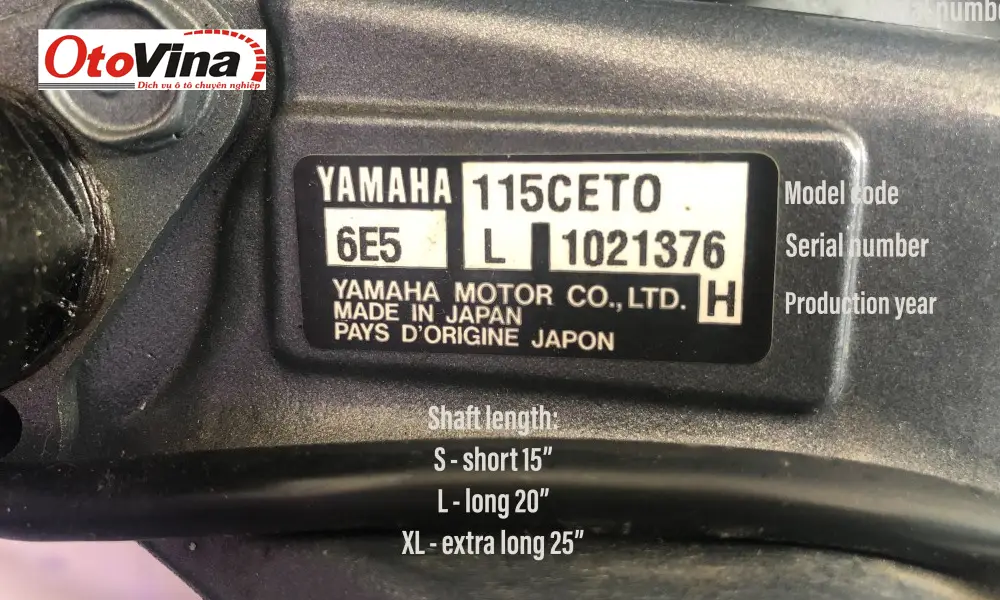 OtoVina
Dịch vụ ô tô chuyên nghiệp
YAMAHA 115CETO
6E5 L 1021376
YAMAHA MOTOR CO., LTD. H
MADE IN JAPAN
PAYS D'ORIGINE JAPON
Model code
Serial number
Production year
Shaft length:
S - short 15"
L - long 20"
XL - extra long 25"